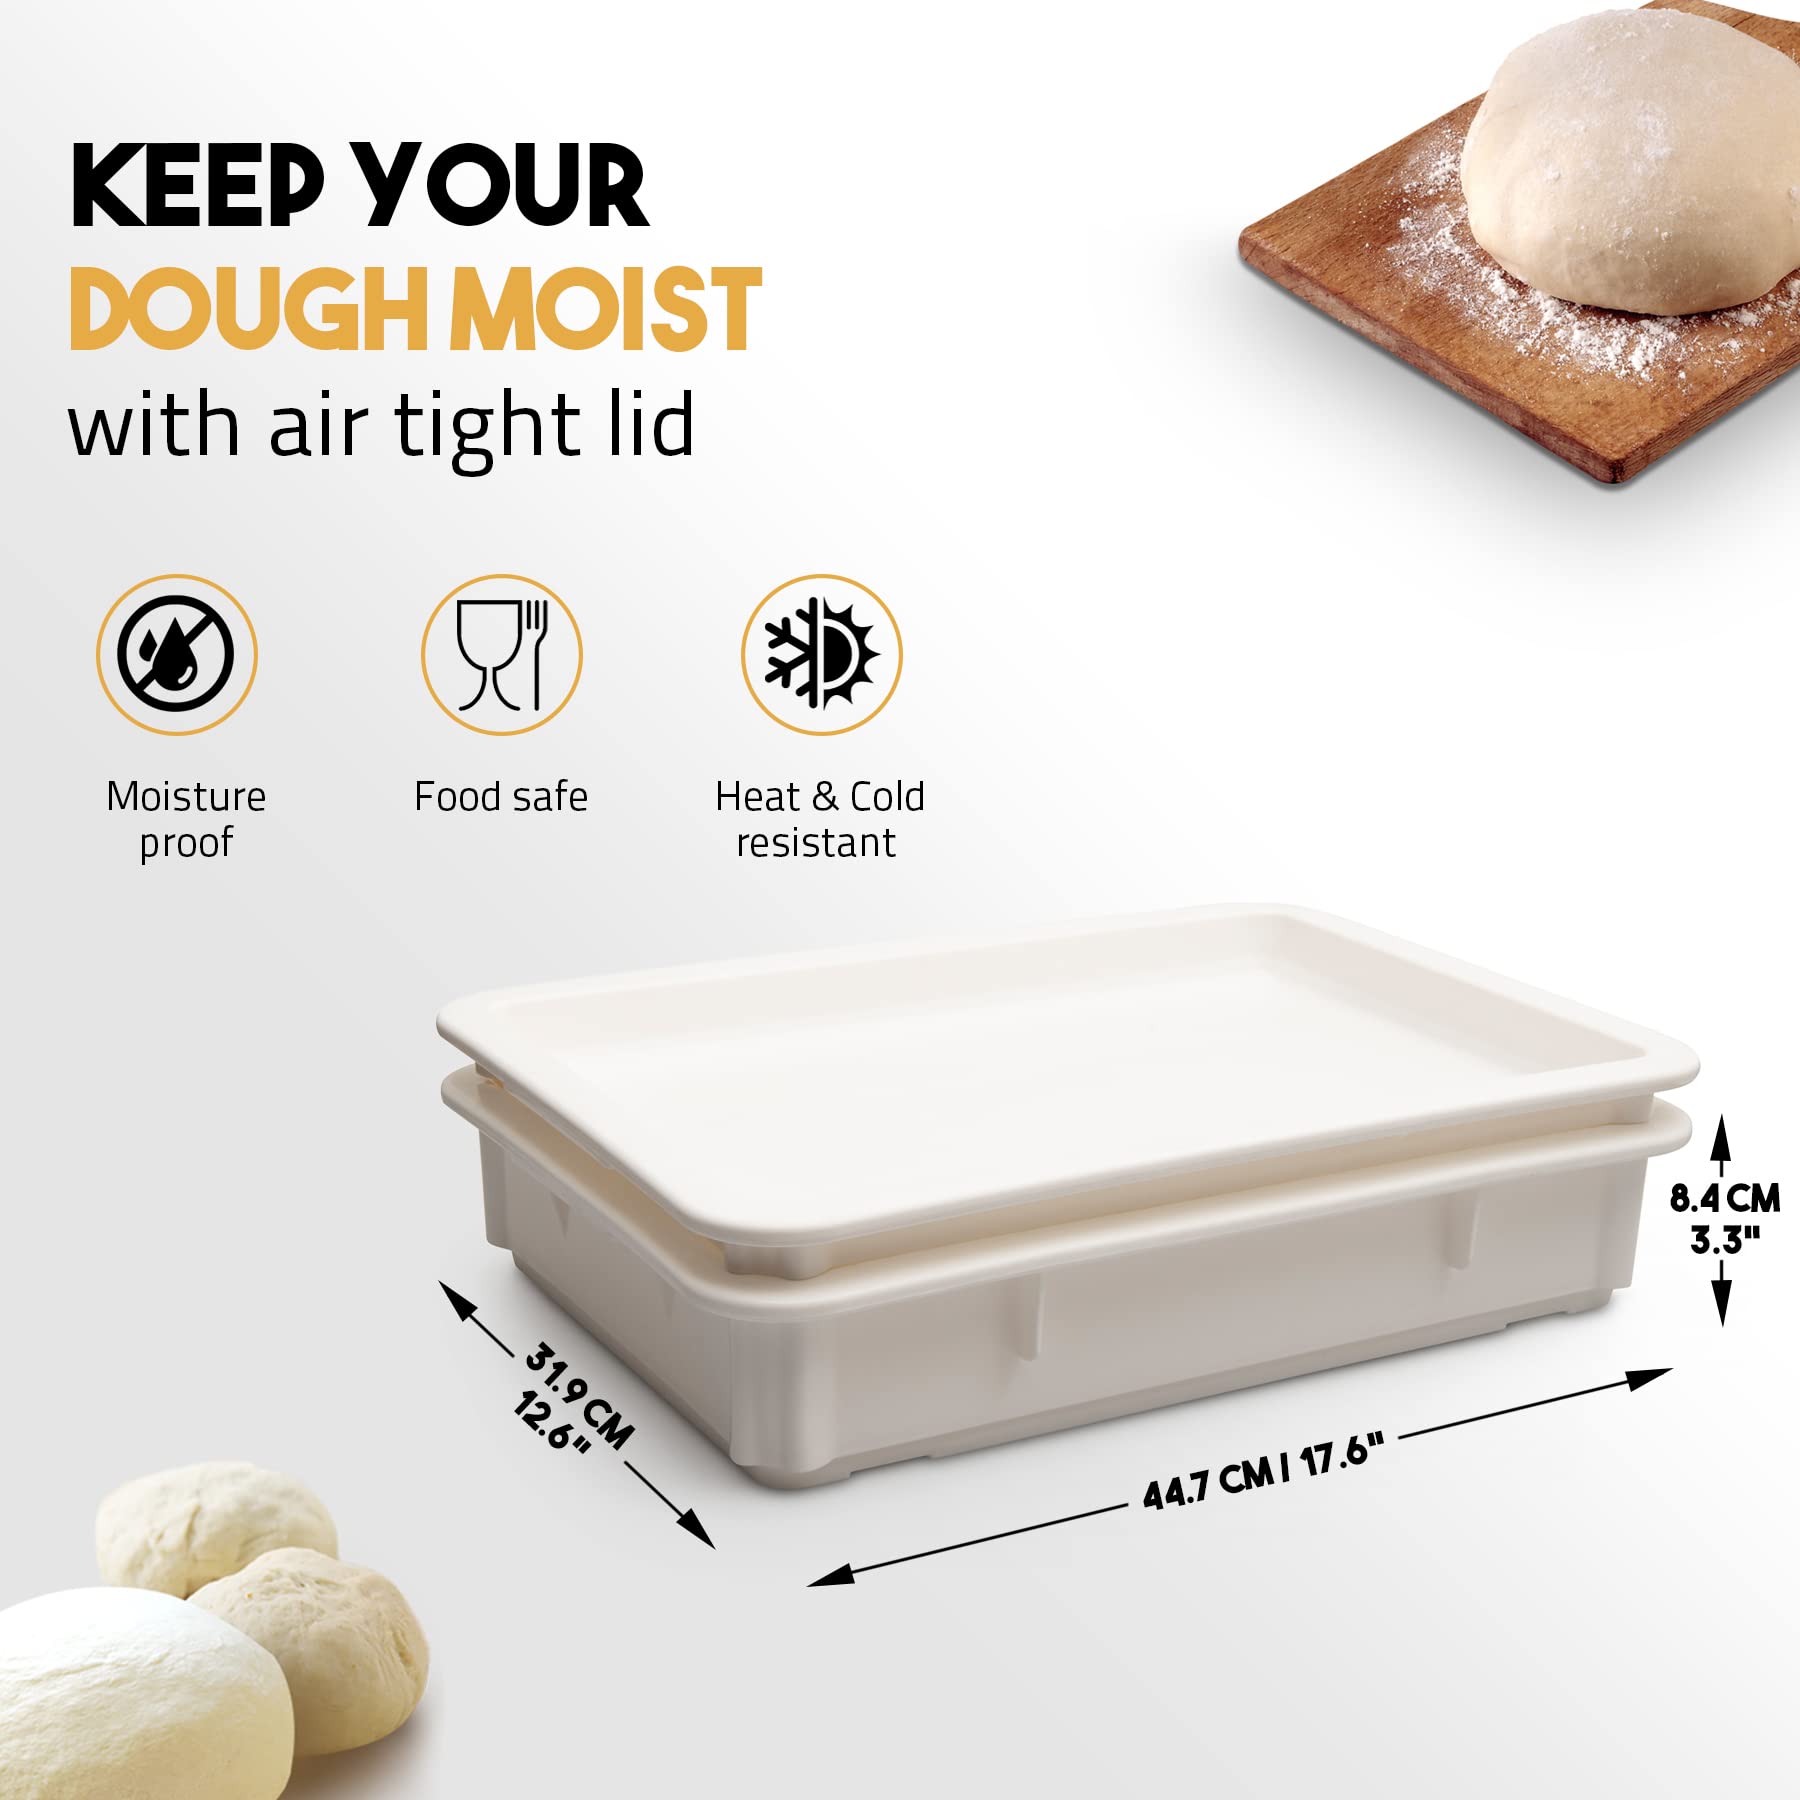 KEEP YOUR
DOUGH MOIST
with air tight lid
Moisture
proof
Food safe
Heat & Cold
resistant
8.4 CM
3.3"
31.9 CM
12.6"
44.7 CM | 17.6"